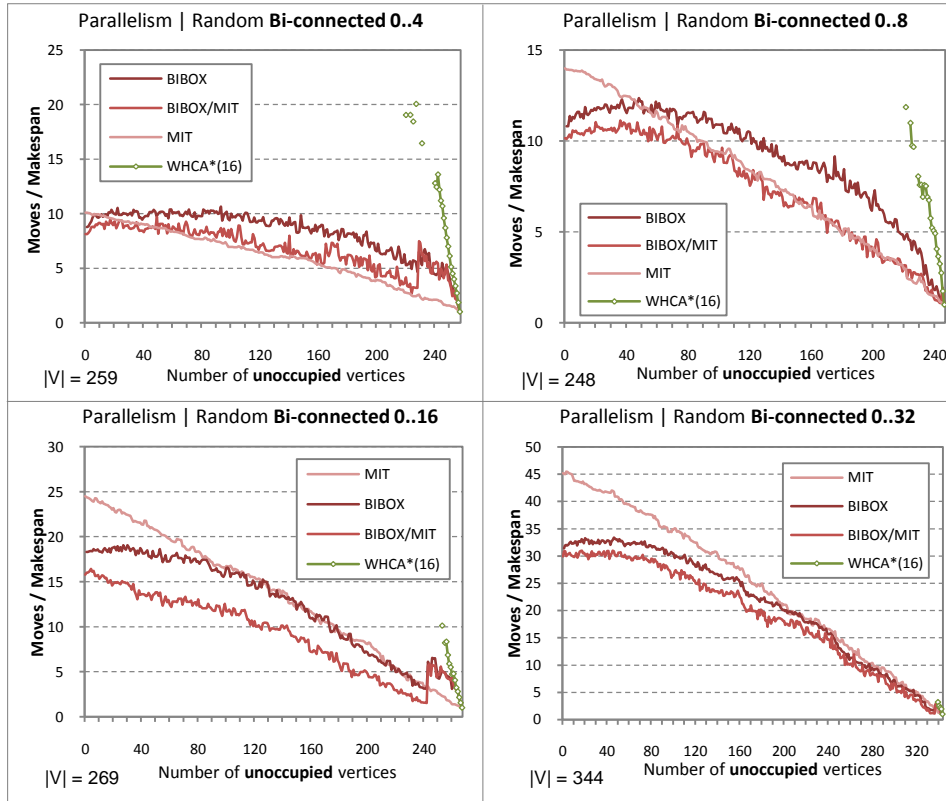 Parallelism | Random Bi-connected 0..4
25
20
15
10
5
0
Moves / Makespan
BIBOX
BIBOX/MIT
MIT
WHCA*(16)
0 40 80 120 160 200 240
|V| = 259
Number of unoccupied vertices
Parallelism | Random Bi-connected 0..8
15
10
5
0
Moves / Makespan
BIBOX
BIBOX/MIT
MIT
WHCA*(16)
0 40 80 120 160 200 240
|V| = 248
Number of unoccupied vertices
Parallelism | Random Bi-connected 0..16
30
25
20
15
10
5
0
Moves / Makespan
MIT
BIBOX
BIBOX/MIT
WHCA*(16)
0 40 80 120 160 200 240
Number of unoccupied vertices
|V| = 269
Parallelism | Random Bi-connected 0..32
50
45
40
35
30
25
20
15
10
5
0
Moves / Makespan
MIT
BIBOX
BIBOX/MIT
WHCA*(16)
0 40 80 120 160 200 240 280 320
Number of unoccupied vertices
|V| = 344